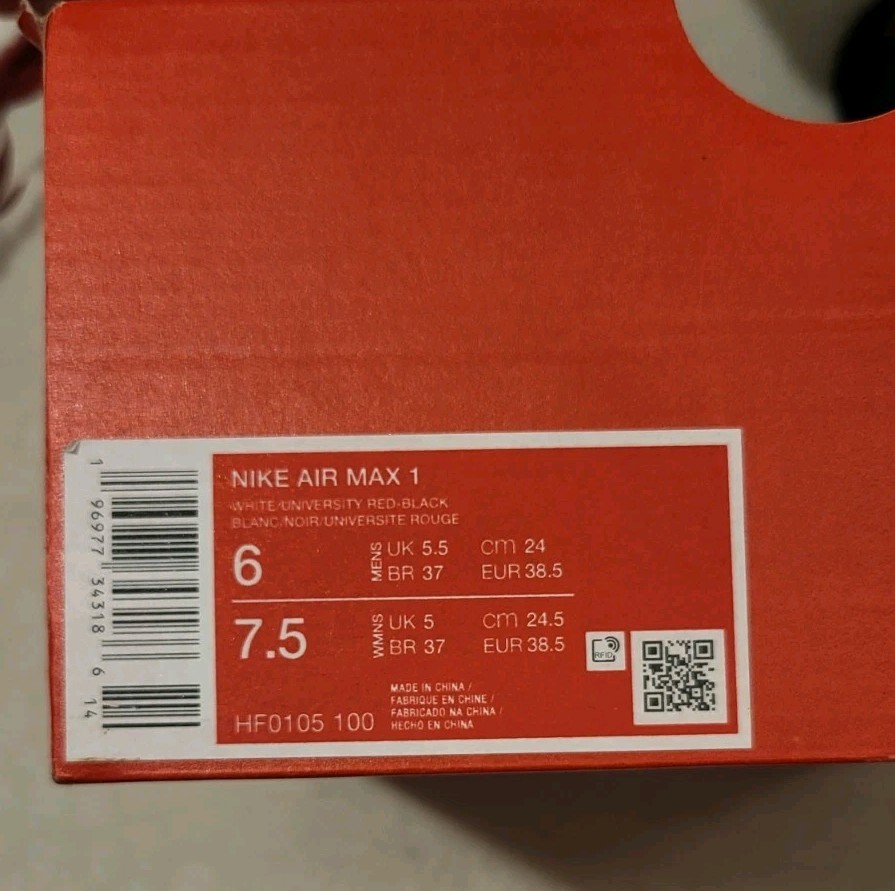 1 96977 34318 6 14
NIKE AIR MAX 1
WHITE/UNIVERSITY RED-BLACK
BLANC/NOIR/UNIVERSITE ROUGE
6 MENS UK 5.5 cm 24
BR 37 EUR 38.5
7.5 WMNS UK 5 cm 24.5
BR 37 EUR 38.5
RFID
MADE IN CHINA /
FABRIQUE EN CHINE /
FABRICADO NA CHINA /
HECHO EN CHINA
HF0105 100